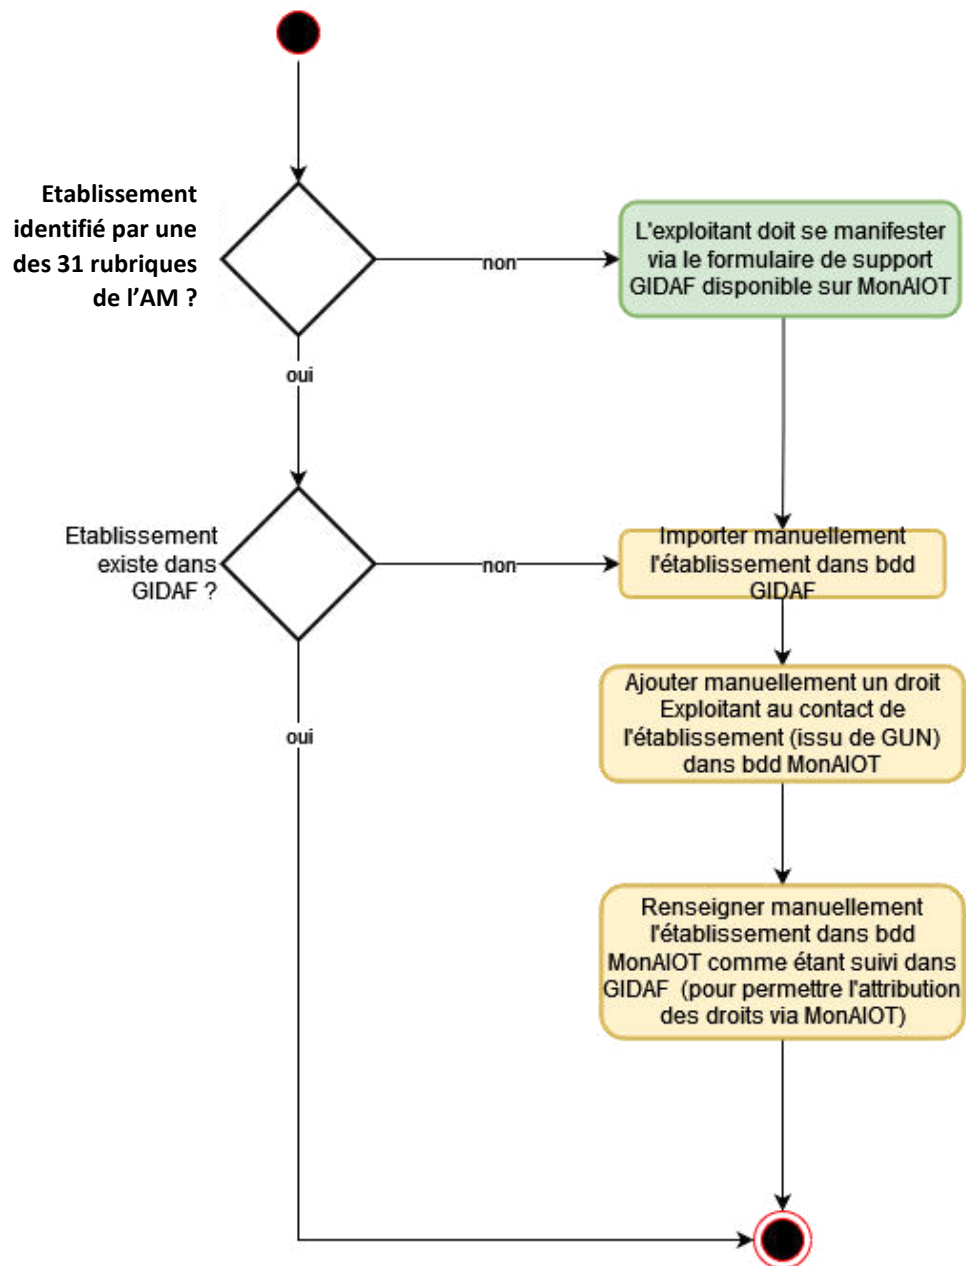 Etablissement
identifié par une
des 31 rubriques
de l'AM ?
non
L'exploitant doit se manifester
via le formulaire de support
GIDAF disponible sur MonAIOT
oui
Etablissement
existe dans
GIDAF ?
non
Importer manuellement
l'établissement dans bdd
GIDAF
Ajouter manuellement un droit
Exploitant au contact de
l'établissement (issu de GUN)
dans bdd MonAIOT
oui
Renseigner manuellement
l'établissement dans bdd
MonAIOT comme étant suivi dans
GIDAF (pour permettre l'attribution
des droits via MonAIOT)